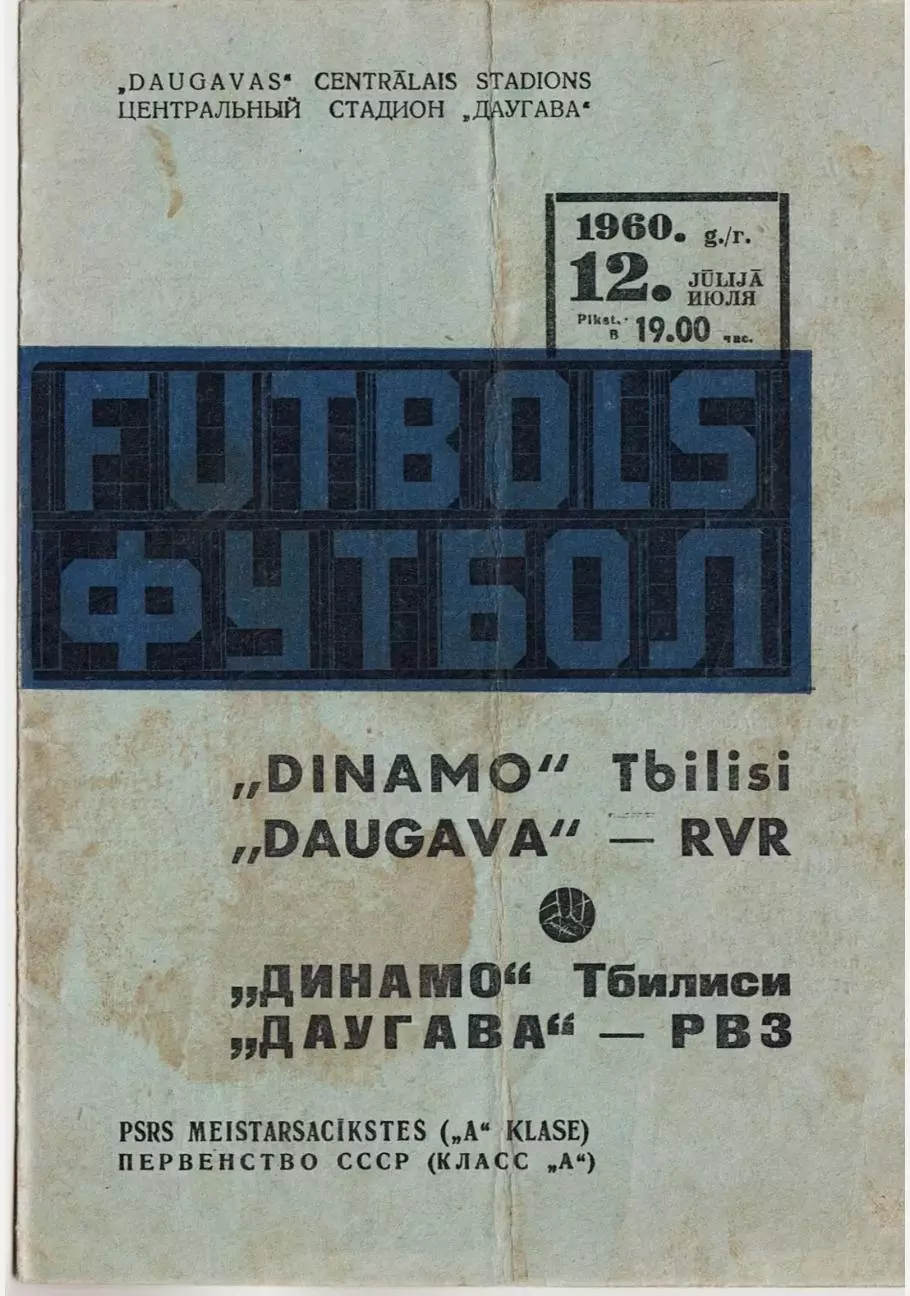 „DAUGAVAS“ CENTRĀLAIS STADIONS
ЦЕНТРАЛЬНЫЙ СТАДИОН „ДАУГАВА“
1960. g./г.
12. JŪLIJĀ
ИЮЛЯ
Plkst.
В 19.00 час.
FUTBOLS
ФУТБОЛ
„DINAMO“ Tbilisi
„DAUGAVA“ — RVR
„ДИНАМО“ Тбилиси
„ДАУГАВА“ — РВЗ
PSRS MEISTARSACĪKSTES („A“ KLASE)
ПЕРВЕНСТВО СССР (КЛАСС „А“)